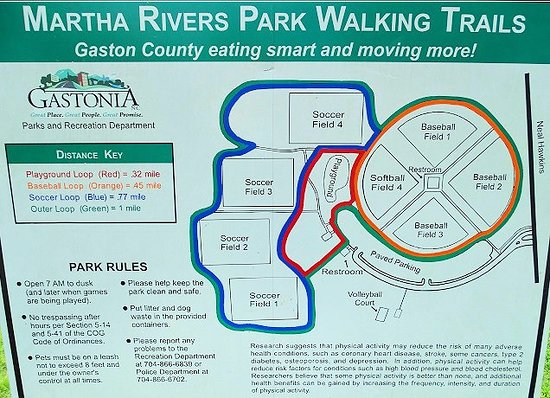 MARTHA RIVERS PARK WALKING TRAILS
Gaston County eating smart and moving more!
GASTONIA
Great Place. Great People. Great Promise.
Parks and Recreation Department
DISTANCE KEY
Playground Loop (Red) = .32 mile
Baseball Loop (Orange) = .45 mile
Soccer Loop (Blue) = .77 mile
Outer Loop (Green) = 1 mile
PARK RULES
• Open 7 AM to dusk
(and later when games
are being played).
• No trespassing after
hours per Section 5-14
and 5-41 of the COG
Code of Ordinances.
• Pets must be on a leash
not to exceed 8 feet and
under the owner's
control at all times.
• Please help keep the
park clean and safe.
• Put litter and dog
waste in the provided
containers.
• Please report any
problems to the
Recreation Department
at 704-866-6839 or
Police Department at
704-866-6702.
Soccer
Field 4
Soccer
Field 3
Soccer
Field 2
Soccer
Field 1
Playground
Baseball
Field 1
Restroom
Softball
Field 4
Baseball
Field 2
Baseball
Field 3
Neal Hawkins
Paved Parking
Restroom
Volleyball
Court
Research suggests that physical activity may reduce the risk of many adverse
health conditions, such as coronary heart disease, stroke, some cancers, type 2
diabetes, osteoporosis, and depression. In addition, physical activity can help
reduce risk factors for conditions such as high blood pressure and blood cholesterol.
Researchers believe that some physical activity is better than none, and additional
health benefits can be gained by increasing the frequency, intensity, and duration
of physical activity.